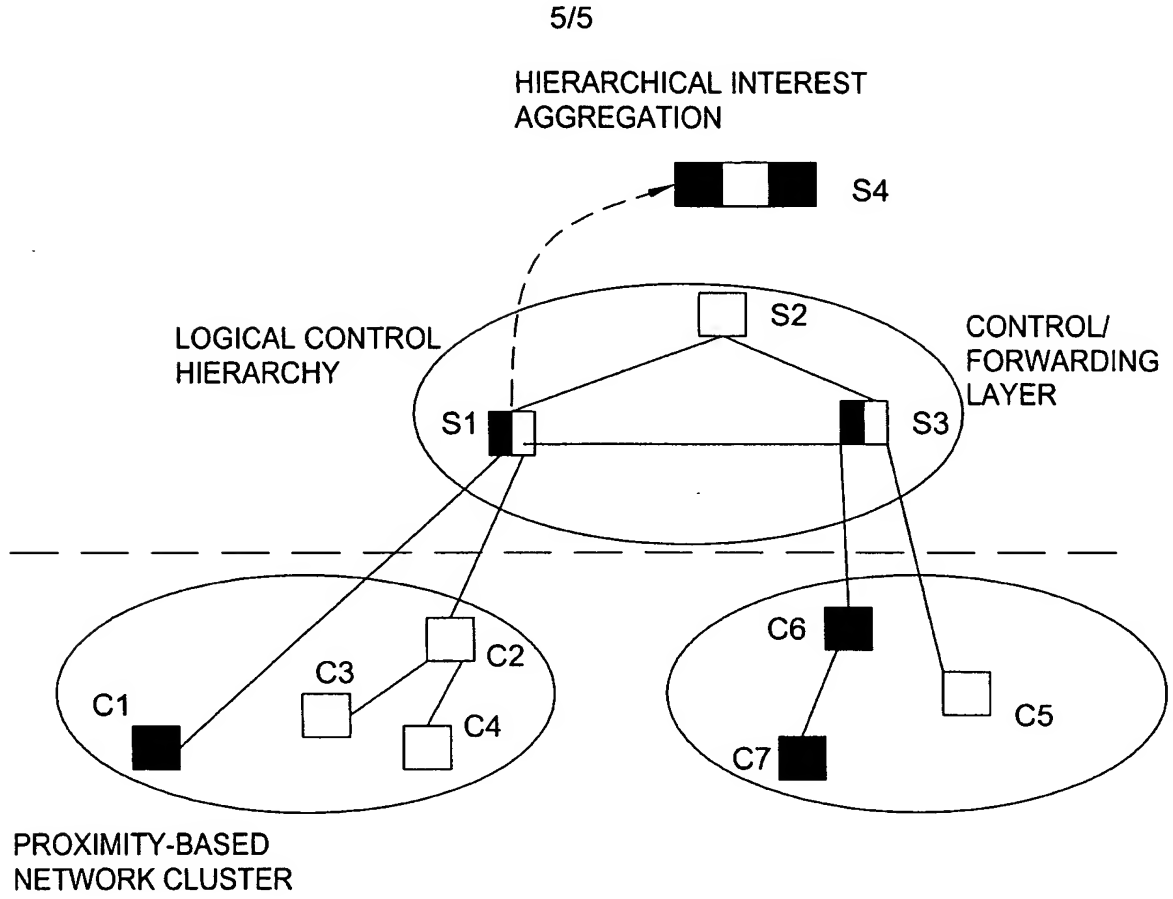 5/5
HIERARCHICAL INTEREST
AGGREGATION
S4
S2
LOGICAL CONTROL
HIERARCHY
CONTROL/
FORWARDING
LAYER
S1
S3
C6
C2
C3
C1
C4
C5
C7
PROXIMITY-BASED
NETWORK CLUSTER